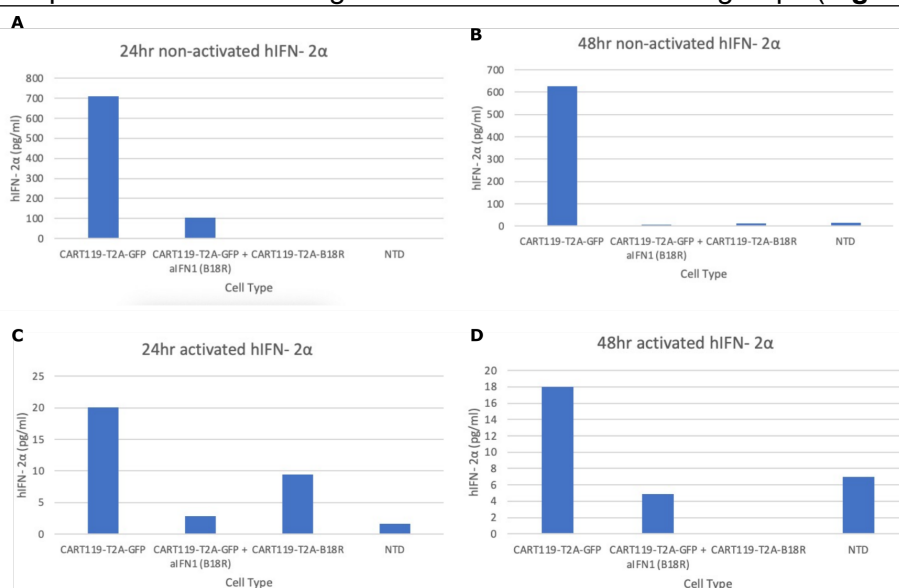 A
24hr non-activated hIFN- 2α
hIFN- 2α (pg/ml)
800
700
600
500
400
300
200
100
0
CART119-T2A-GFP CART119-T2A-GFP + CART119-T2A-B18R NTD
aIFN1 (B18R)
Cell Type
B
48hr non-activated hIFN- 2α
hIFN- 2α (pg/ml)
700
600
500
400
300
200
100
0
CART119-T2A-GFP CART119-T2A-GFP + CART119-T2A-B18R NTD
aIFN1 (B18R)
Cell Type
C
24hr activated hIFN- 2α
hIFN- 2α (pg/ml)
25
20
15
10
5
0
CART119-T2A-GFP CART119-T2A-GFP + CART119-T2A-B18R NTD
aIFN1 (B18R)
Cell Type
D
48hr activated hIFN- 2α
hIFN- 2α (pg/ml)
20
18
16
14
12
10
8
6
4
2
0
CART119-T2A-GFP CART119-T2A-GFP + CART119-T2A-B18R NTD
aIFN1 (B18R)
Cell Type